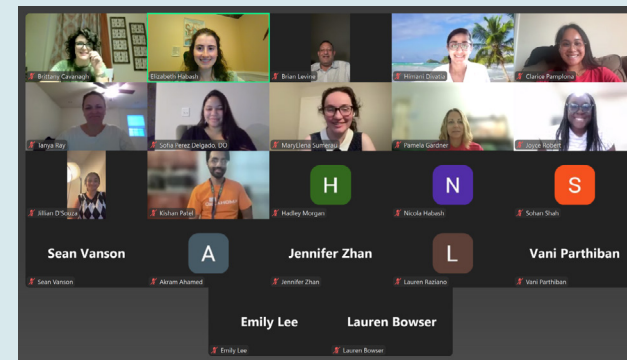 Brittany Cavanagh
Elizabeth Habash
Brian Levine
Himani Divatia
Clarice Pamplona
Tanya Ray
Sofia Perez Delgado, DO
MaryElena Sumerau
Pamela Gardner
Joyce Robert
Jillian D'Souza
Kishan Patel
H
Hadley Morgan
N
Nicola Habash
S
Sohan Shah
Sean Vanson
Sean Vanson
A
Akram Ahamed
Jennifer Zhan
Jennifer Zhan
L
Lauren Raziano
Vani Parthiban
Vani Parthiban
Emily Lee
Emily Lee
Lauren Bowser
Lauren Bowser